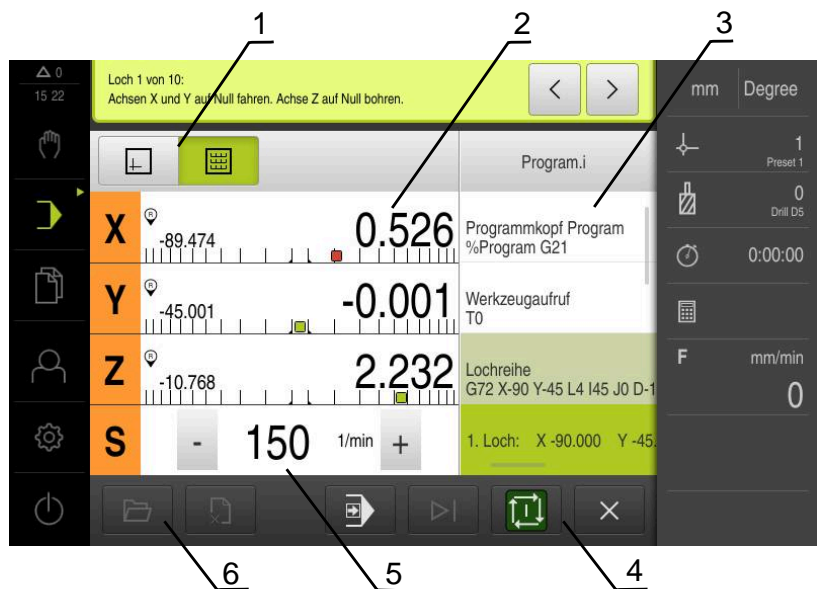 1
2
3
0
15 22
Loch 1 von 10:
Achsen X und Y auf Null fahren. Achse Z auf Null bohren.
< >
mm Degree
Program.i
1
Preset 1
0
Drill D5
0:00:00
F mm/min
0
X
R
-89.474
0.526
Y
R
-45.001
-0.001
Z
R
-10.768
2.232
S
- 150 1/min +
Programmkopf Program
%Program G21
Werkzeugaufruf
T0
Lochreihe
G72 X-90 Y-45 L4 I45 J0 D-1
1. Loch: X -90.000 Y -45.
I
6
5
4